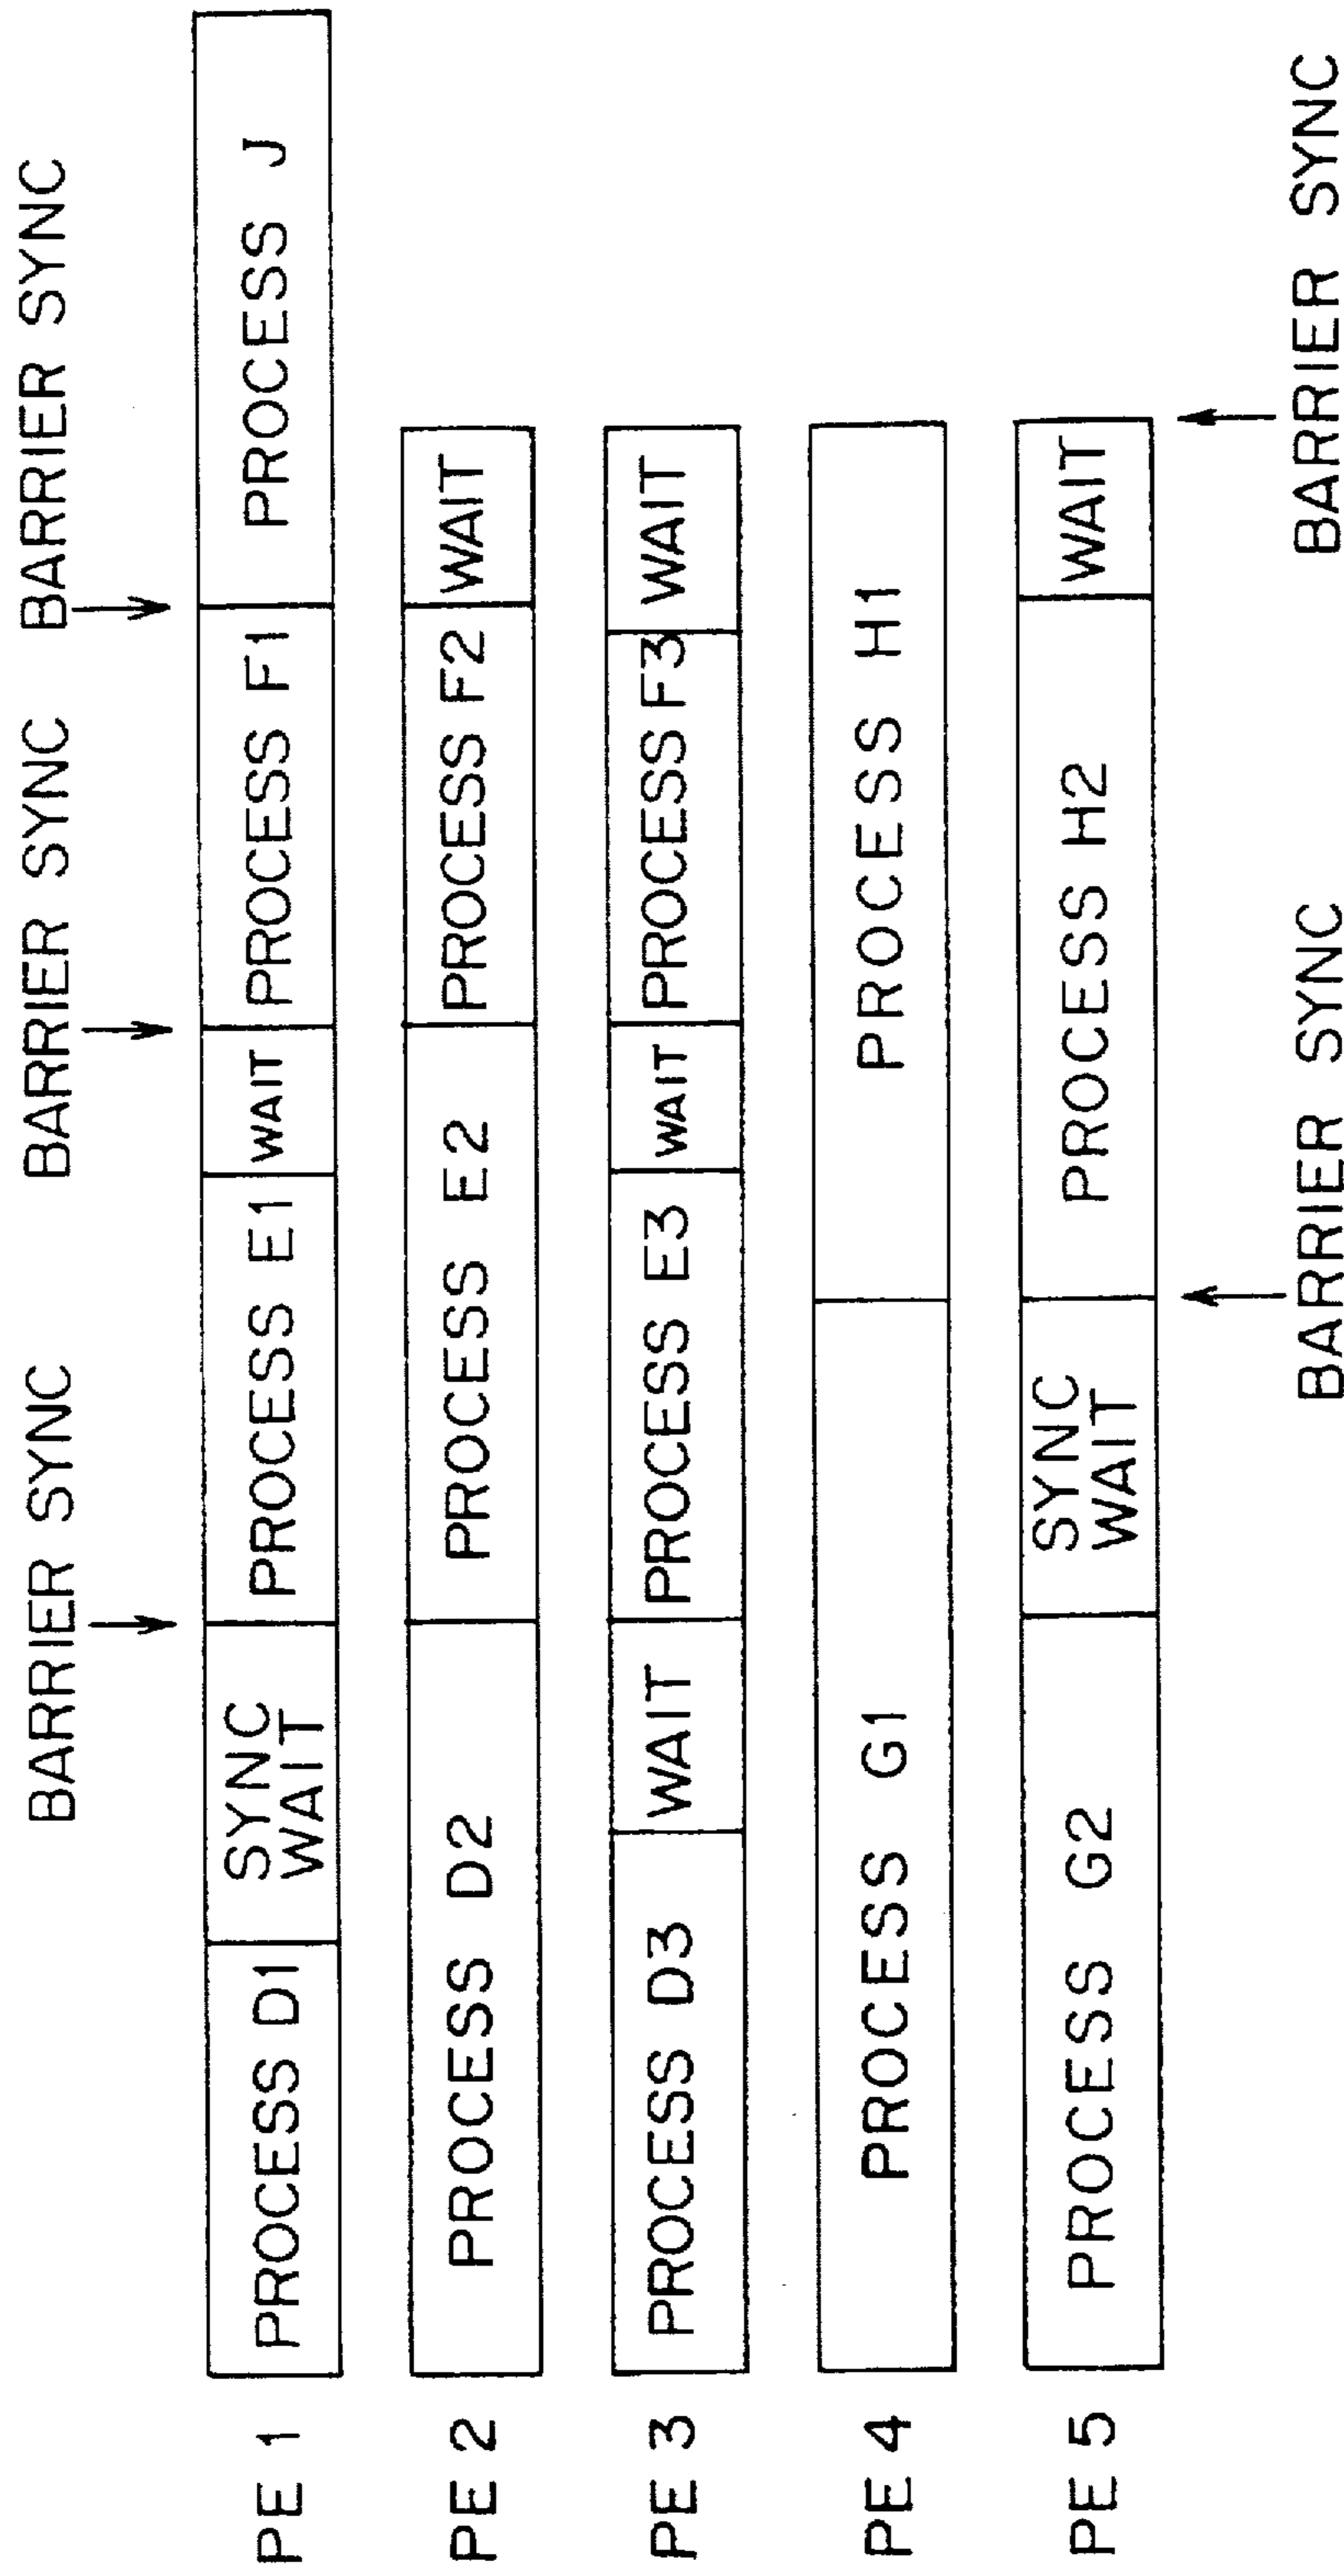 BARRIER SYNC
BARRIER SYNC
BARRIER SYNC
PE 1
PROCESS D1
SYNC
WAIT
PROCESS E1
WAIT
PROCESS F1
PROCESS J
PE 2
PROCESS D2
PROCESS E2
PROCESS F2
WAIT
PE 3
PROCESS D3
WAIT
PROCESS E3
WAIT
PROCESS F3
WAIT
PE 4
PROCESS G1
PROCESS H1
PE 5
PROCESS G2
SYNC
WAIT
PROCESS H2
WAIT
BARRIER SYNC
BARRIER SYNC